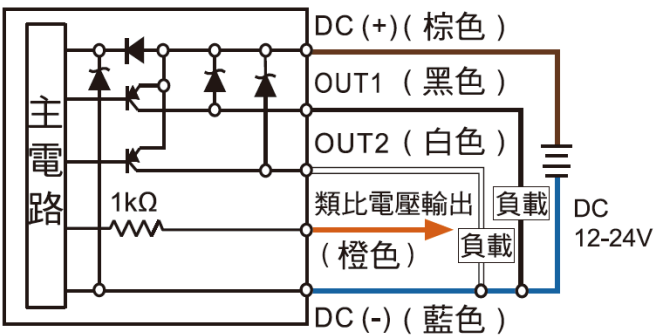 DC (+) ( 棕色 )
OUT1 ( 黑色 )
OUT2 ( 白色 )
主電路
1kΩ
類比電壓輸出
( 橙色 )
負載
負載
DC
12-24V
DC (-) ( 藍色 )